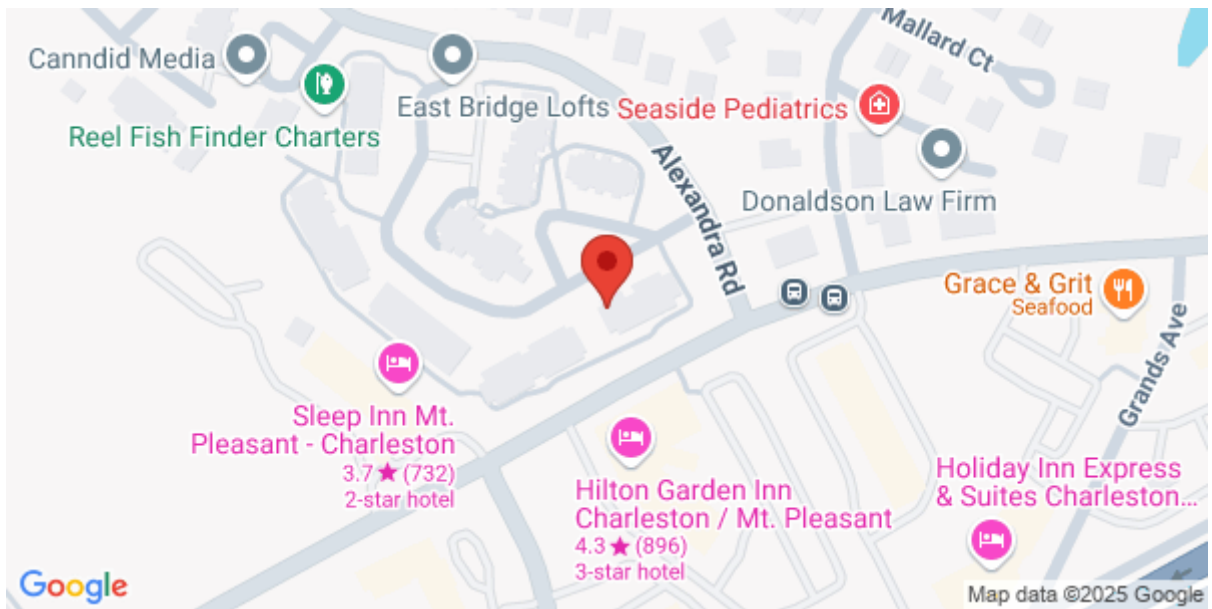 Canndid Media
Reel Fish Finder Charters
East Bridge Lofts
Seaside Pediatrics
Mallard Ct
Donaldson Law Firm
Alexandra Rd
Grace & Grit
Seafood
Grands Ave
Sleep Inn Mt.
Pleasant - Charleston
3.7 ★ (732)
2-star hotel
Hilton Garden Inn
Charleston / Mt. Pleasant
4.3 ★ (896)
3-star hotel
Holiday Inn Express
& Suites Charleston...
Google
Map data ©2025 Google